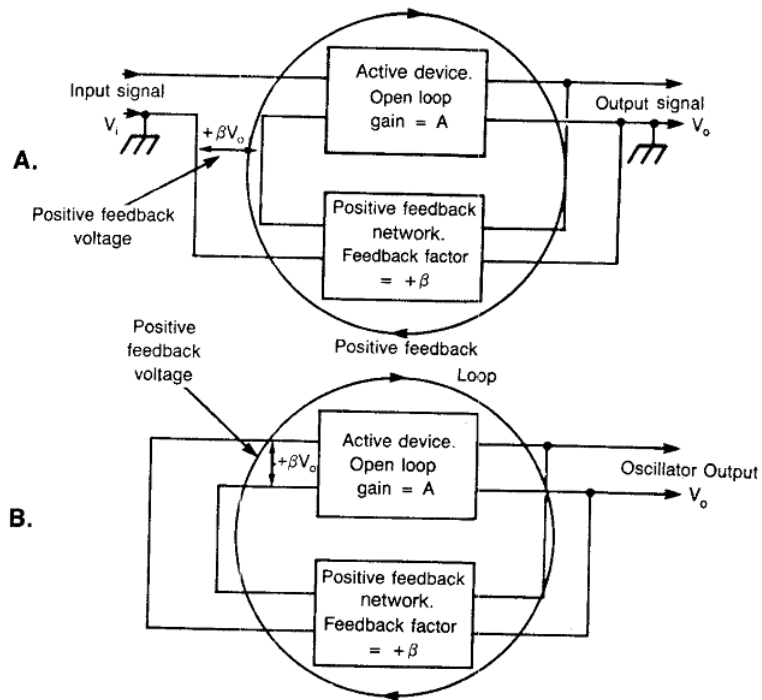 Input signal
V_i
A.
+ βV_o
Positive feedback
voltage
Active device.
Open loop
gain = A
Output signal
V_o
Positive feedback
network.
Feedback factor
= +β
Positive feedback
Loop
Positive
feedback
voltage
B.
+βV_o
Active device.
Open loop
gain = A
Oscillator Output
V_o
Positive feedback
network.
Feedback factor
= +β